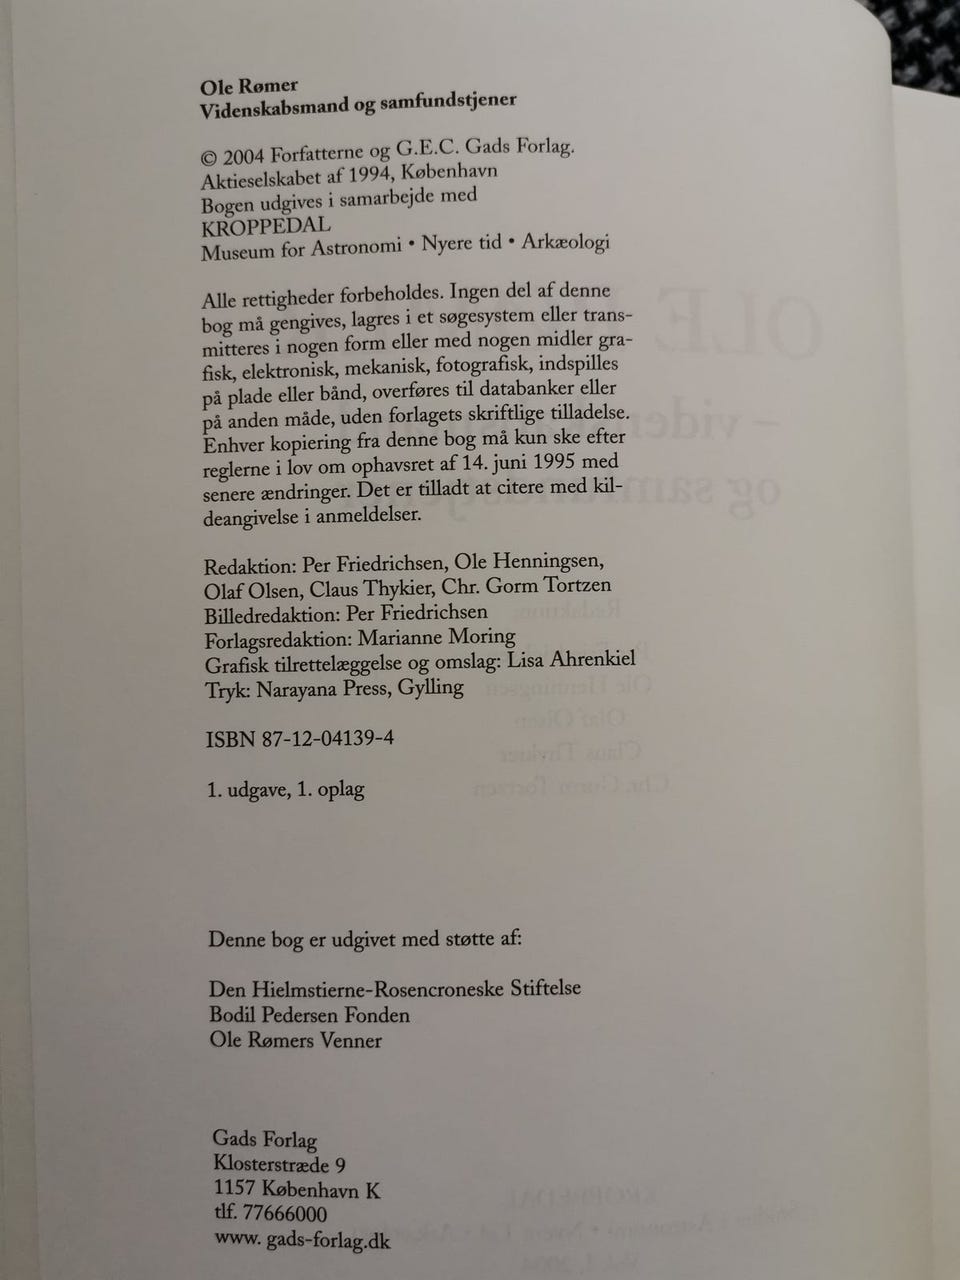 Ole Rømer
Videnskabsmand og samfundstjener
© 2004 Forfatterne og G.E.C. Gads Forlag.
Aktieselskabet af 1994, København
Bogen udgives i samarbejde med
KROPPEDAL
Museum for Astronomi • Nyere tid • Arkæologi
Alle rettigheder forbeholdes. Ingen del af denne
bog må gengives, lagres i et søgesystem eller trans-
mitteres i nogen form eller med nogen midler gra-
fisk, elektronisk, mekanisk, fotografisk, indspilles
på plade eller bånd, overføres til databanker eller
på anden måde, uden forlagets skriftlige tilladelse.
Enhver kopiering fra denne bog må kun ske efter
reglerne i lov om ophavsret af 14. juni 1995 med
senere ændringer. Det er tilladt at citere med kil-
deangivelse i anmeldelser.
Redaktion: Per Friedrichsen, Ole Henningsen,
Olaf Olsen, Claus Thykier, Chr. Gorm Tortzen
Billedredaktion: Per Friedrichsen
Forlagsredaktion: Marianne Moring
Grafisk tilrettelæggelse og omslag: Lisa Ahrenkiel
Tryk: Narayana Press, Gylling
ISBN 87-12-04139-4
1. udgave, 1. oplag
Denne bog er udgivet med støtte af:
Den Hielmstierne-Rosencroneske Stiftelse
Bodil Pedersen Fonden
Ole Rømers Venner
Gads Forlag
Klosterstræde 9
1157 København K
tlf. 77666000
www. gads-forlag.dk